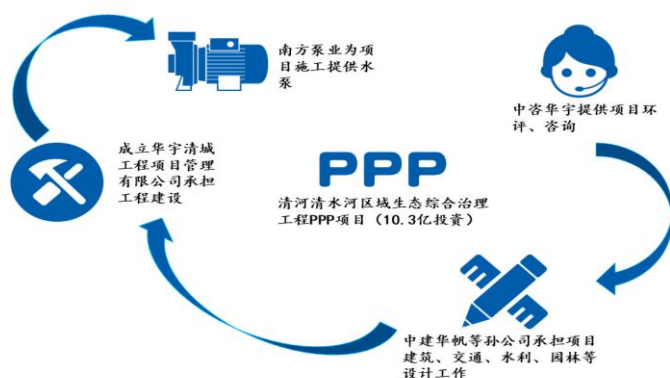 南方泵业为项
目施工提供水
泵
中咨华宇提供项目环
评、咨询
成立华宇清城
工程项目管理
有限公司承担
工程建设
PPP
清河清水河区域生态综合治理
工程PPP项目（10.3亿投资）
中建华帆等孙公司承担项目
建筑、交通、水利、园林等
设计工作